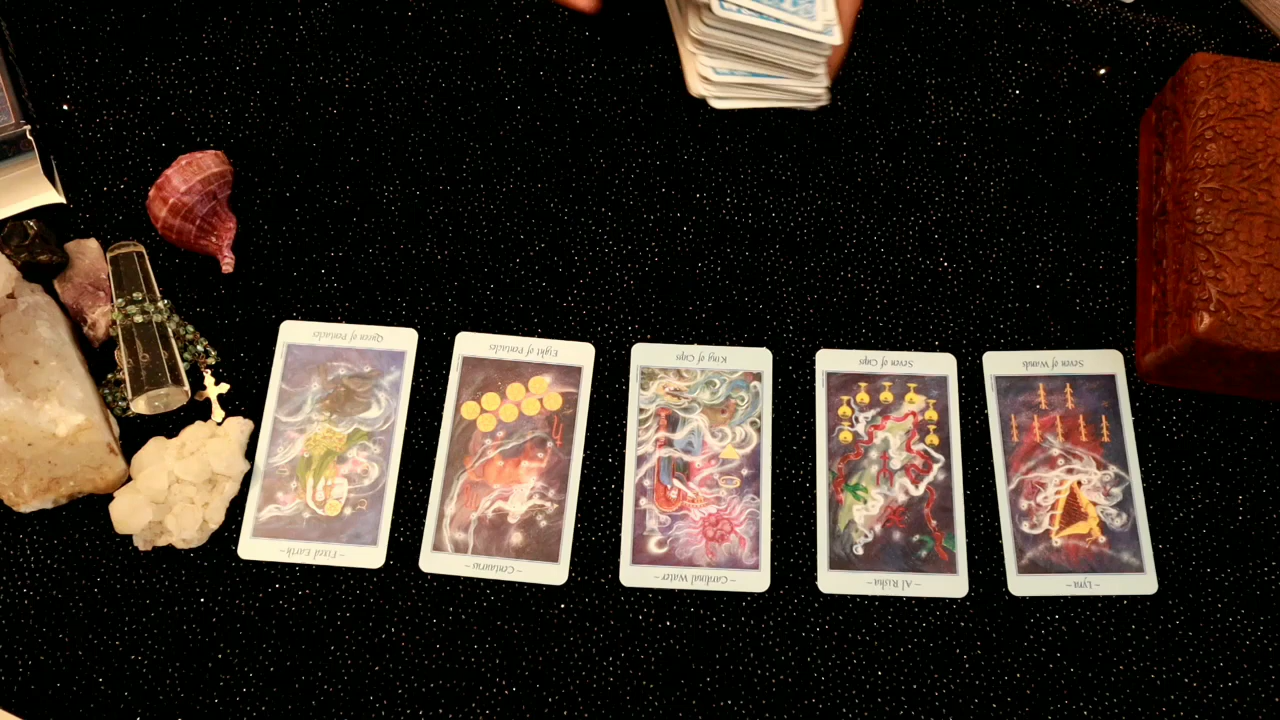 Queen of Pentacles
~ Fixed Earth ~
Eight of Pentacles
~ Centaurus ~
King of Cups
~ Cardinal Water ~
Seven of Cups
~ Al Risha ~
Seven of Wands
~ Lyra ~